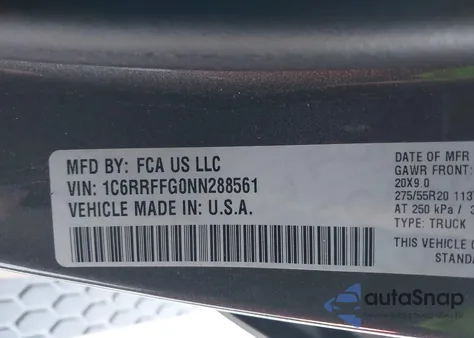 MFD BY: FCA US LLC
VIN: 1C6RRFFG0NN288561
VEHICLE MADE IN: U.S.A.
DATE OF MFR
GAWR FRONT:
20X9.0
275/55R20 113
AT 250 kPa /
TYPE: TRUCK
THIS VEHICLE
STANDA
autoSnap